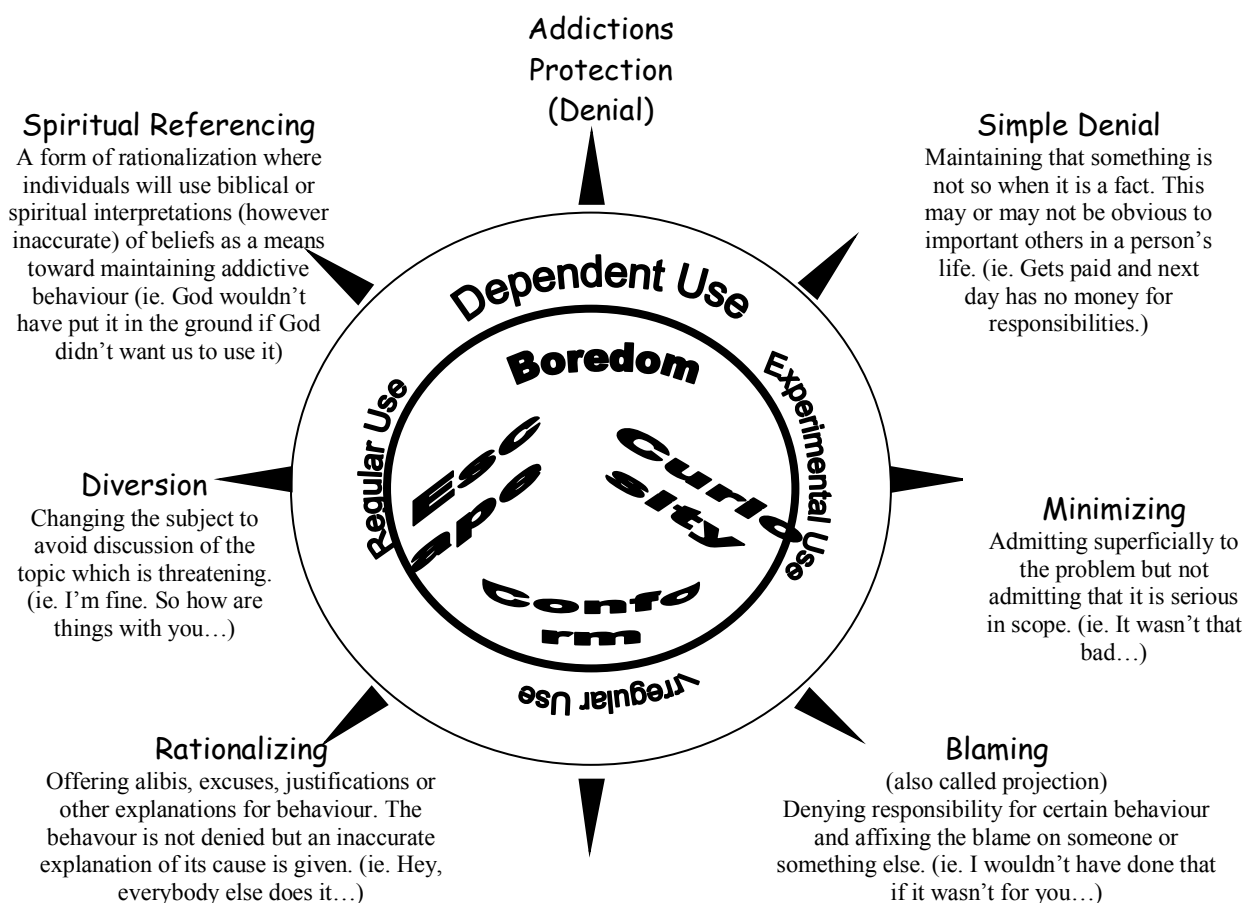 Addictions
Protection
(Denial)
Spiritual Referencing
A form of rationalization where
individuals will use biblical or
spiritual interpretations (however
inaccurate) of beliefs as a means
toward maintaining addictive
behaviour (ie. God wouldn’t
have put it in the ground if God
didn’t want us to use it)
Simple Denial
Maintaining that something is
not so when it is a fact. This
may or may not be obvious to
important others in a person’s
life. (ie. Gets paid and next
day has no money for
responsibilities.)
Dependent Use
Boredom
Regular Use
Experimental Use
Esc
ape
Curio
sity
Confo
rm
Vrregular Use
Diversion
Changing the subject to
avoid discussion of the
topic which is threatening.
(ie. I’m fine. So how are
things with you…)
Minimizing
Admitting superficially to
the problem but not
admitting that it is serious
in scope. (ie. It wasn’t that
bad…)
Rationalizing
Offering alibis, excuses, justifications or
other explanations for behaviour. The
behavour is not denied but an inaccurate
explanation of its cause is given. (ie. Hey,
everybody else does it…)
Blaming
(also called projection)
Denying responsibility for certain behaviour
and affixing the blame on someone or
something else. (ie. I wouldn’t have done that
if it wasn’t for you…)